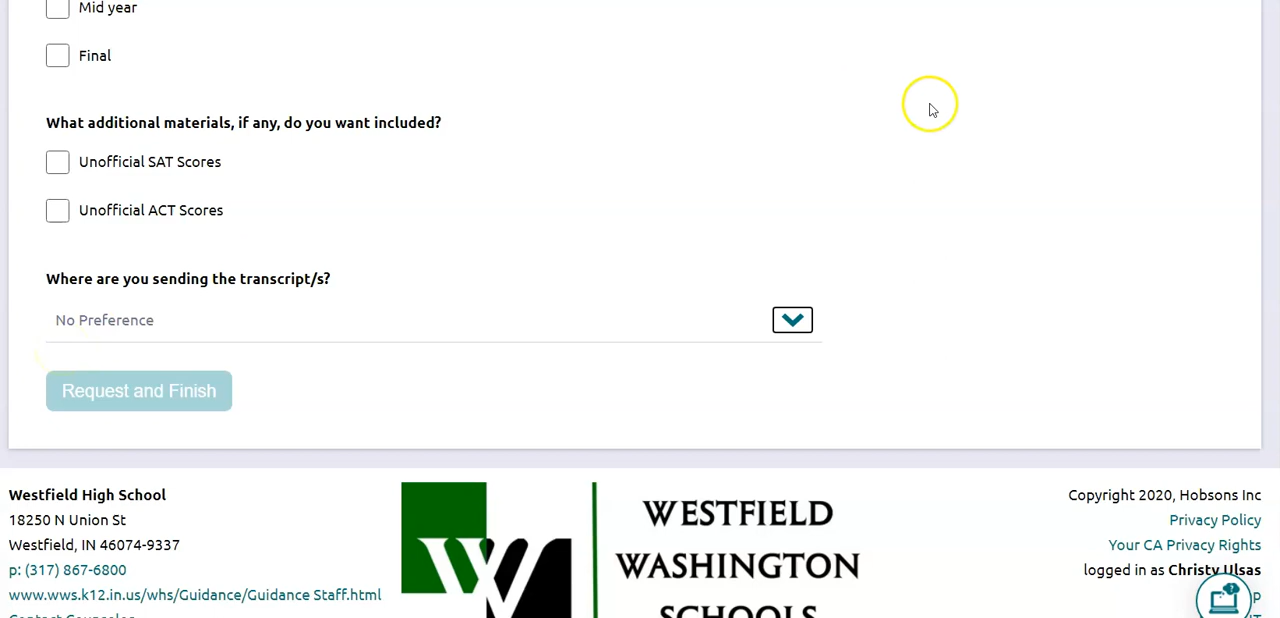 Mid year
Final
What additional materials, if any, do you want included?
Unofficial SAT Scores
Unofficial ACT Scores
Where are you sending the transcript/s?
No Preference
Request and Finish
Westfield High School
18250 N Union St
Westfield, IN 46074-9337
p: (317) 867-6800
www.wws.k12.in.us/whs/Guidance/Guidance Staff.html
Contact Counselor
WESTFIELD
WASHINGTON
SCHOOLS
Copyright 2020, Hobsons Inc
Privacy Policy
Your CA Privacy Rights
logged in as Christy Ulsas